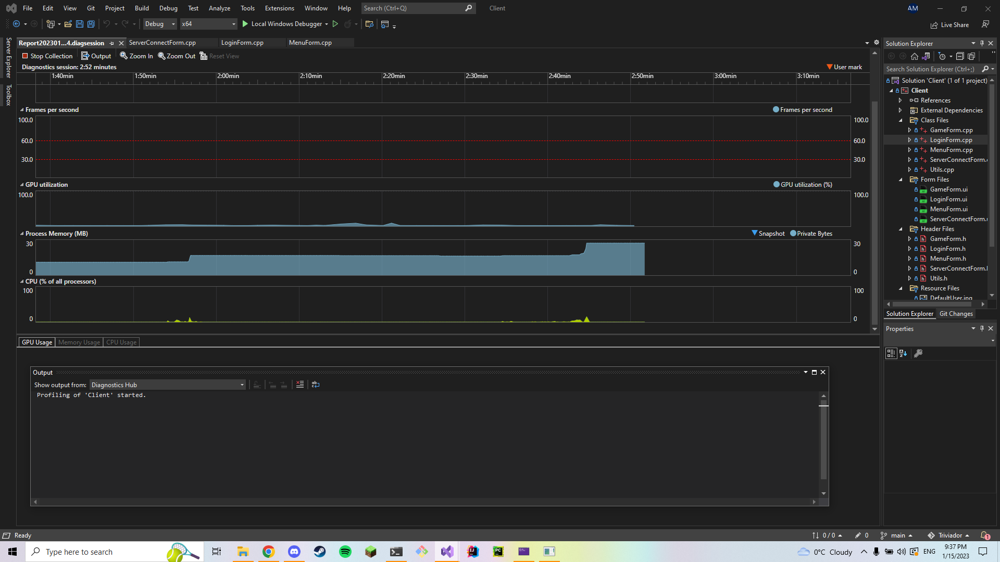 File Edit View Git Project Build Debug Test Analyze Tools Extensions Window Help Search (Ctrl+Q) Client AM
Debug x64 Local Windows Debugger Live Share
Server Explorer
Toolbox
Report202301...4.diagsession ServerConnectForm.cpp LoginForm.cpp MenuForm.cpp
Stop Collection Output Zoom In Zoom Out Reset View
Diagnostics session: 2:52 minutes User mark
1:40min 1:50min 2:00min 2:10min 2:20min 2:30min 2:40min 2:50min 3:00min 3:10min
Frames per second Frames per second
100.0 100.0
60.0 60.0
30.0 30.0
GPU utilization GPU utilization (%)
100.0 100.0
Process Memory (MB) Snapshot Private Bytes
30 30
0 0
CPU (% of all processors)
100 100
0 0
GPU Usage Memory Usage CPU Usage
Output
Show output from: Diagnostics Hub
Profiling of 'Client' started.
Solution Explorer
Search Solution Explorer (Ctrl+;)
Solution 'Client' (1 of 1 project)
Client
References
External Dependencies
Class Files
GameForm.cpp
LoginForm.cpp
MenuForm.cpp
ServerConnectForm.
Utils.cpp
Form Files
GameForm.ui
LoginForm.ui
MenuForm.ui
ServerConnectForm.
Header Files
GameForm.h
LoginForm.h
MenuForm.h
ServerConnectForm.
Utils.h
Resource Files
DefaultUser.jpg
Solution Explorer Git Changes
Properties
Ready 0 / 0 0 main Triviador 1
Type here to search 0°C Cloudy ENG 9:37 PM
1/15/2023